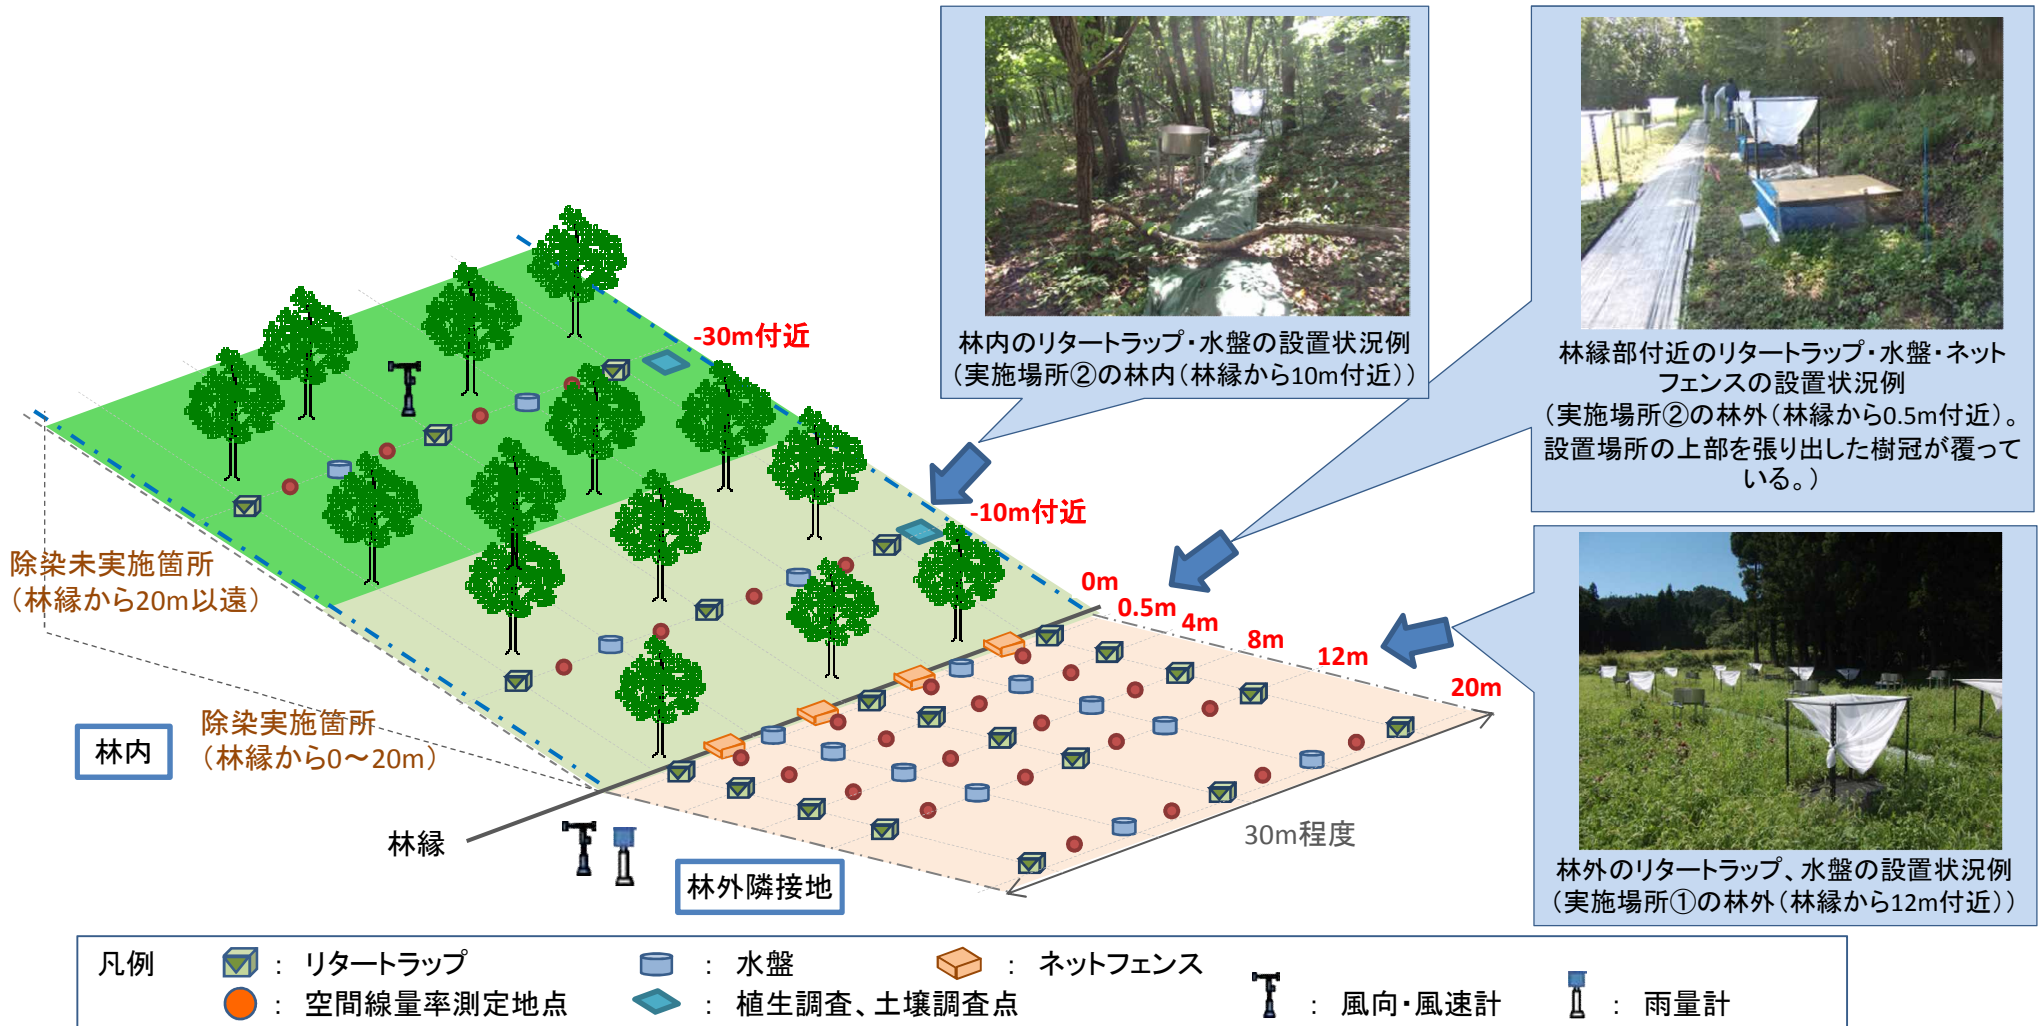 林内のリタートラップ・水盤の設置状況例
（実施場所②の林内（林縁から10m付近））
林縁部付近のリタートラップ・水盤・ネット
フェンスの設置状況例
（実施場所②の林外（林縁から0.5m付近）。
設置場所の上部を張り出した樹冠が覆って
いる。）
林外のリタートラップ、水盤の設置状況例
（実施場所①の林外（林縁から12m付近））
-30m付近
-10m付近
0m
0.5m
4m
8m
12m
20m
除染未実施箇所
（林縁から20m以遠）
除染実施箇所
（林縁から0～20m）
林内
林縁
林外隣接地
30m程度
凡例
： リタートラップ
： 水盤
： ネットフェンス
： 空間線量率測定地点
： 植生調査、土壌調査点
： 風向・風速計
： 雨量計